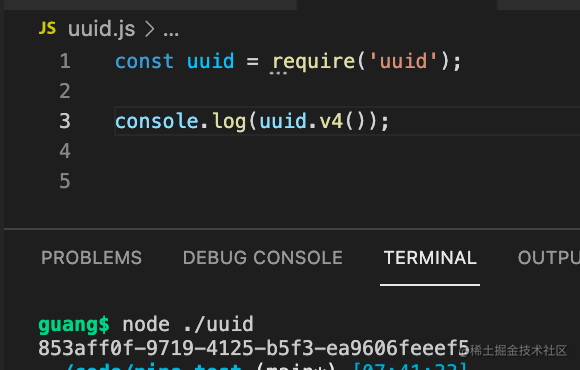 JS uuid.js > ...
1 const uuid = require('uuid');
2
3 console.log(uuid.v4());
4
5
PROBLEMS DEBUG CONSOLE TERMINAL OUTPU
guang$ node ./uuid
853aff0f-9719-4125-b5f3-ea9606feeef5
@稀土掘金技术社区